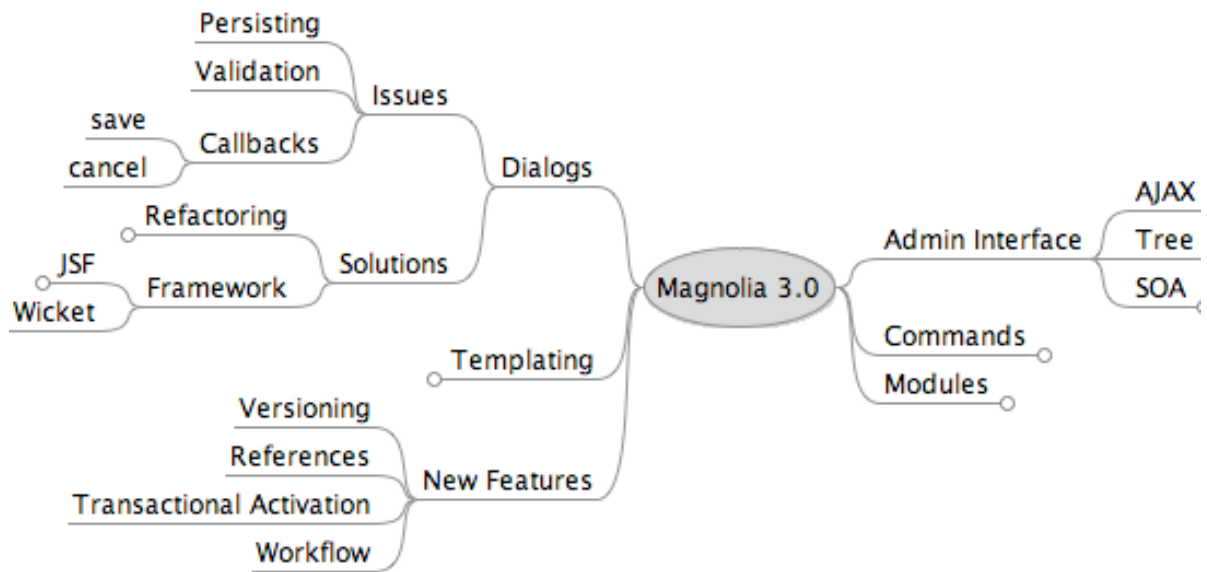 Persisting
Validation
Issues
save
Callbacks
cancel
Dialogs
Refactoring
Solutions
JSF
Framework
Wicket
Magnolia 3.0
Admin Interface
AJAX
Tree
SOA
Commands
Modules
Templating
Versioning
References
New Features
Transactional Activation
Workflow